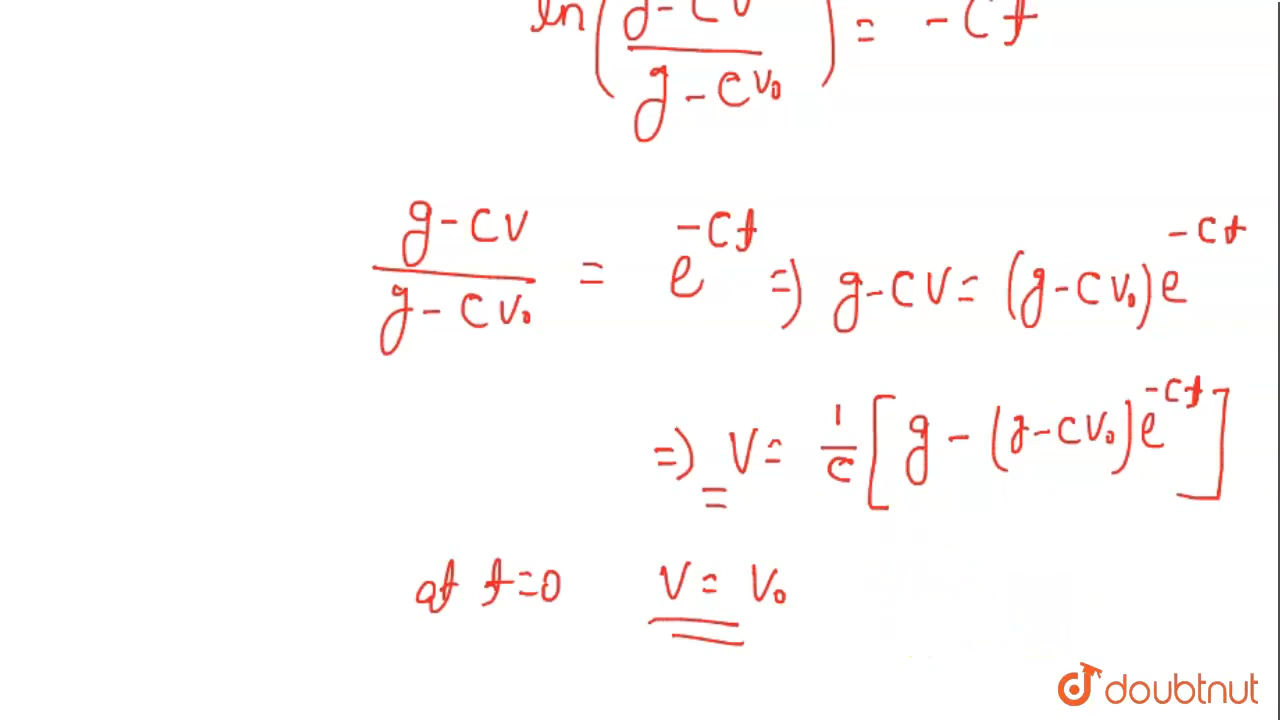 ln(g-cv/g-cv₀) = -ct
g-cv/g-cv₀ = e^-ct => g-cv = (g-cv₀)e^-ct
=> v = 1/c [g - (g-cv₀)e^-ct]
at t=0 v = v₀
doubtnut